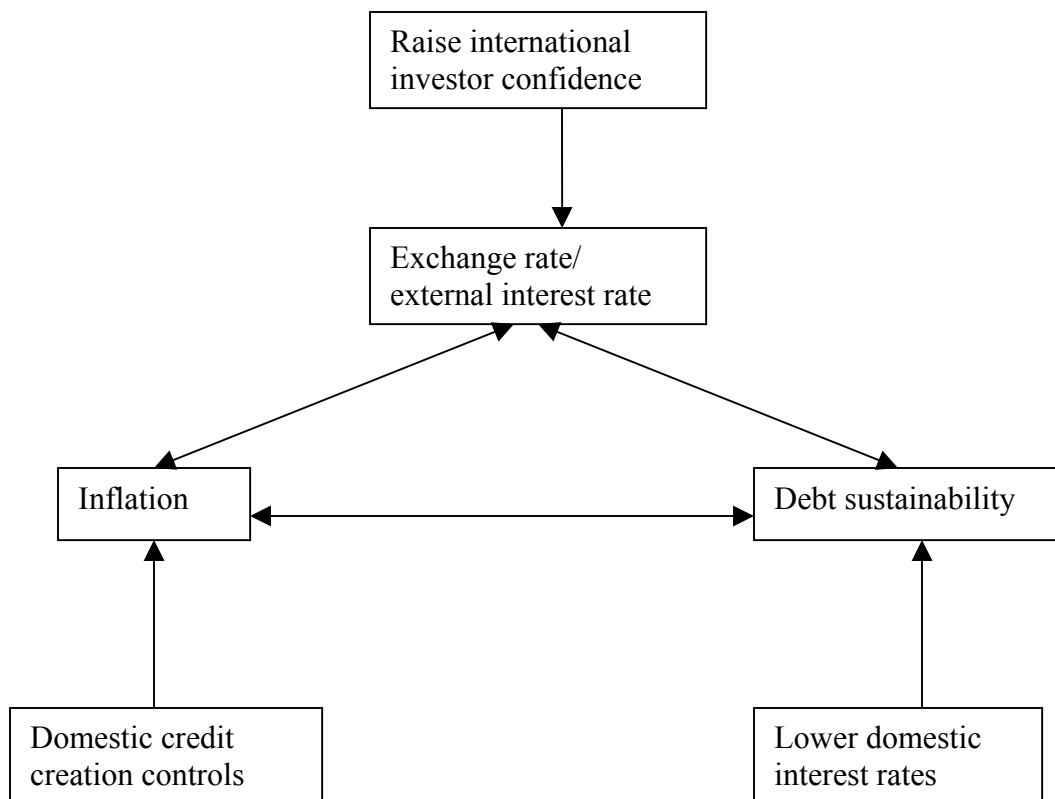 Raise international
investor confidence
Exchange rate/
external interest rate
Inflation
Debt sustainability
Domestic credit
creation controls
Lower domestic
interest rates